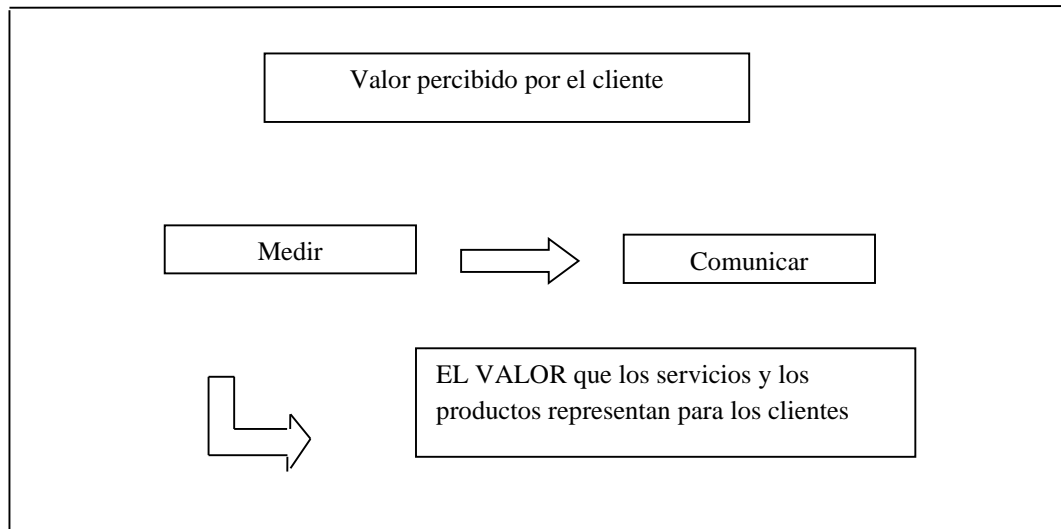 Valor percibido por el cliente
Medir
Comunicar
EL VALOR que los servicios y los
productos representan para los clientes